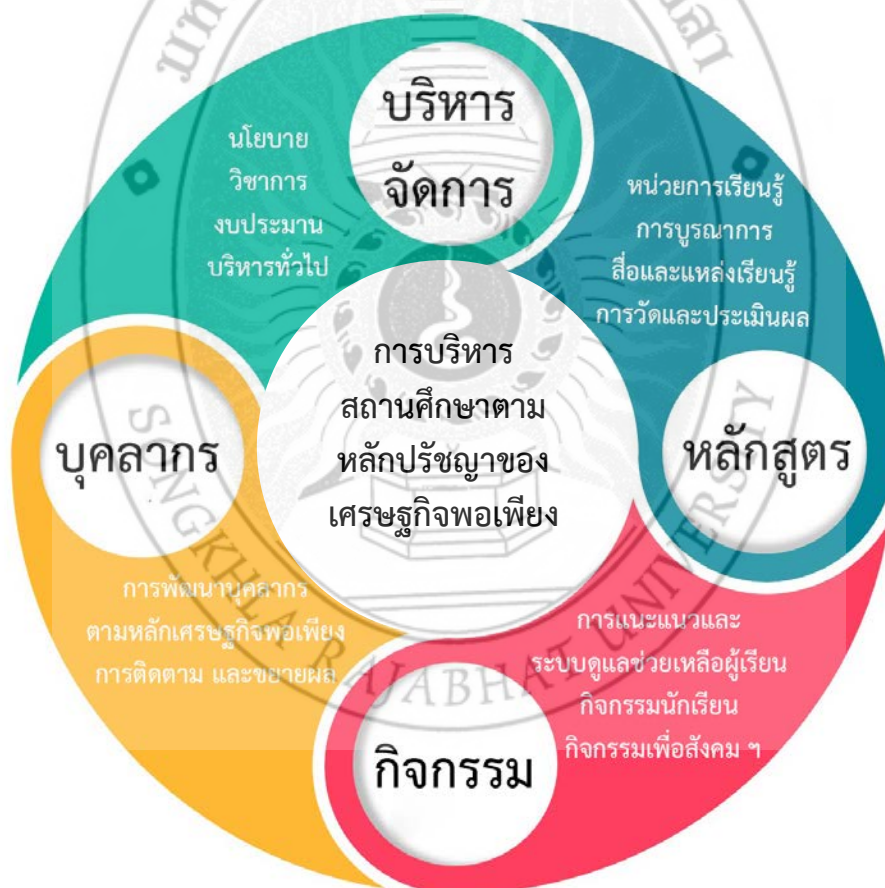 บริหาร
จัดการ
นโยบาย
วิชาการ
งบประมาน
บริหารทั่วไป
หน่วยการเรียนรู้
การบูรณาการ
สื่อและแหล่งเรียนรู้
การวัดและประเมินผล
การบริหาร
สถานศึกษาตาม
หลักปรัชญาของ
เศรษฐกิจพอเพียง
บุคลากร
หลักสูตร
การพัฒนาบุคลากร
ตามหลักเศรษฐกิจพอเพียง
การติดตาม และขยายผล
การแนะแนวและ
ระบบดูแลช่วยเหลือผู้เรียน
กิจกรรมนักเรียน
กิจกรรมเพื่อสังคม ฯ
กิจกรรม
SONGKHLA RAJABHAT UNIVERSITY